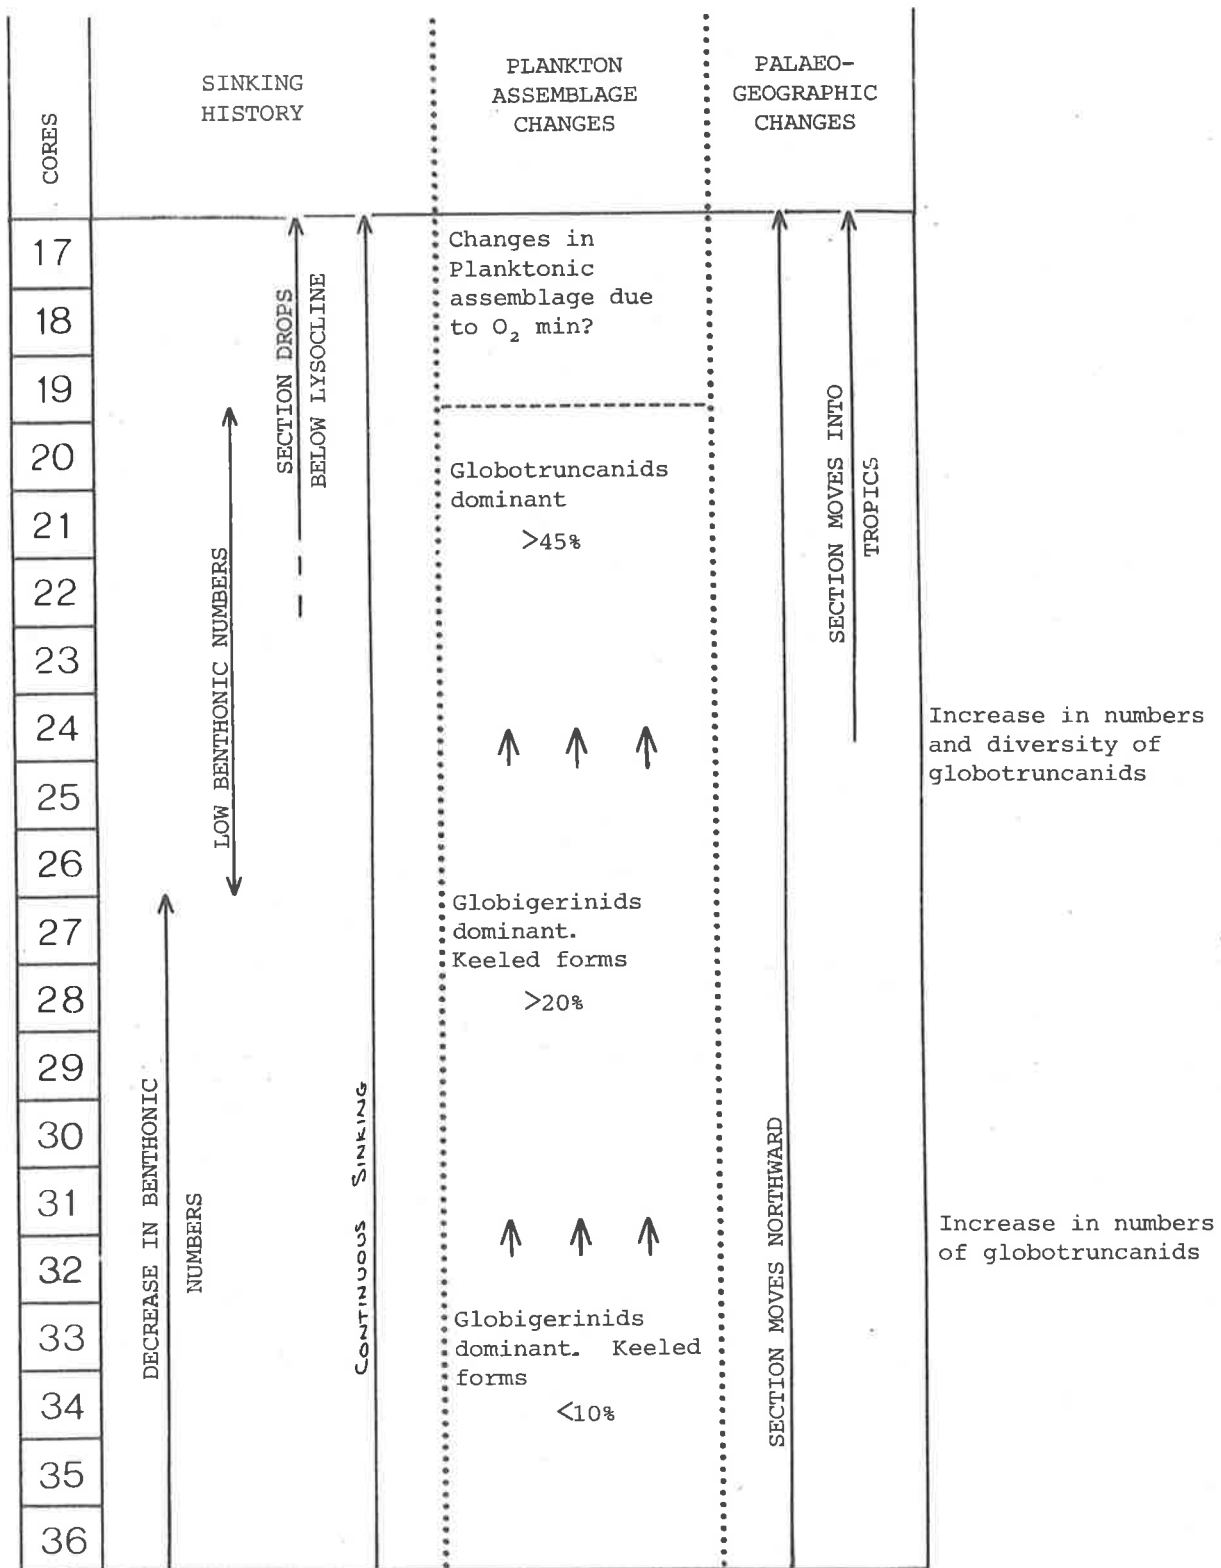 CORES
SINKING
HISTORY
PLANKTON
ASSEMBLAGE
CHANGES
PALAEO-
GEOGRAPHIC
CHANGES
17
18
19
20
21
22
23
24
25
26
27
28
29
30
31
32
33
34
35
36
DECREASE IN BENTHONIC
NUMBERS
LOW BENTHONIC NUMBERS
SECTION DROPS
BELOW LYSOCLINE
CONTINUOUS SINKING
Changes in
Planktonic
assemblage due
to O₂ min?
Globotruncanids
dominant
>45%
Globigerinids
dominant.
Keeled forms
>20%
Globigerinids
dominant. Keeled
forms
<10%
SECTION MOVES NORTHWARD
SECTION MOVES INTO
TROPICS
Increase in numbers
and diversity of
globotruncanids
Increase in numbers
of globotruncanids